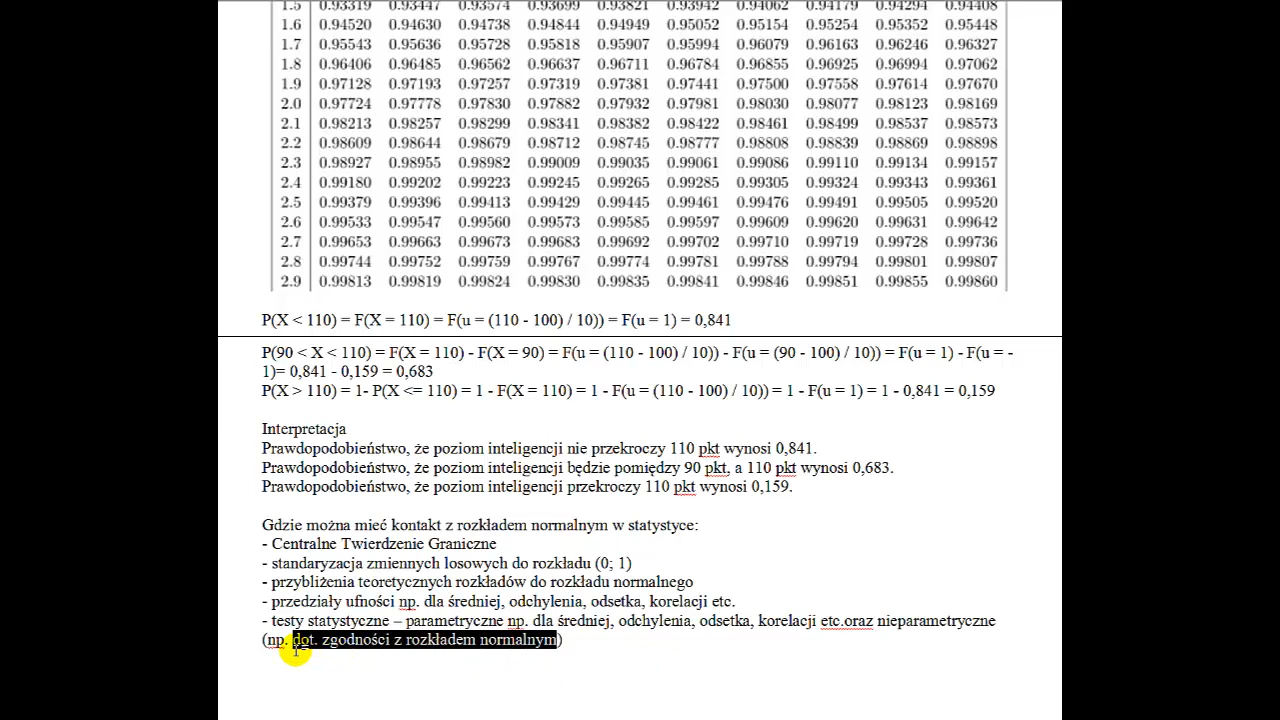 1.5 0.93319 0.93447 0.93574 0.93699 0.93821 0.93942 0.94062 0.94179 0.94294 0.94408
1.6 0.94520 0.94630 0.94738 0.94844 0.94949 0.95052 0.95154 0.95254 0.95352 0.95448
1.7 0.95543 0.95636 0.95728 0.95818 0.95907 0.95994 0.96079 0.96163 0.96246 0.96327
1.8 0.96406 0.96485 0.96562 0.96637 0.96711 0.96784 0.96855 0.96925 0.96994 0.97062
1.9 0.97128 0.97193 0.97257 0.97319 0.97381 0.97441 0.97500 0.97558 0.97614 0.97670
2.0 0.97724 0.97778 0.97830 0.97882 0.97932 0.97981 0.98030 0.98077 0.98123 0.98169
2.1 0.98213 0.98257 0.98299 0.98341 0.98382 0.98422 0.98461 0.98499 0.98537 0.98573
2.2 0.98609 0.98644 0.98679 0.98712 0.98745 0.98777 0.98808 0.98839 0.98869 0.98898
2.3 0.98927 0.98955 0.98982 0.99009 0.99035 0.99061 0.99086 0.99110 0.99134 0.99157
2.4 0.99180 0.99202 0.99223 0.99245 0.99265 0.99285 0.99305 0.99324 0.99343 0.99361
2.5 0.99379 0.99396 0.99413 0.99429 0.99445 0.99461 0.99476 0.99491 0.99505 0.99520
2.6 0.99533 0.99547 0.99560 0.99573 0.99585 0.99597 0.99609 0.99620 0.99631 0.99642
2.7 0.99653 0.99663 0.99673 0.99683 0.99692 0.99702 0.99710 0.99719 0.99728 0.99736
2.8 0.99744 0.99752 0.99759 0.99767 0.99774 0.99781 0.99788 0.99794 0.99801 0.99807
2.9 0.99813 0.99819 0.99824 0.99830 0.99835 0.99841 0.99846 0.99851 0.99855 0.99860
P(X < 110) = F(X = 110) = F(u = (110 - 100) / 10)) = F(u = 1) = 0,841
P(90 < X < 110) = F(X = 110) - F(X = 90) = F(u = (110 - 100) / 10)) - F(u = (90 - 100) / 10)) = F(u = 1) - F(u = -
1)= 0,841 - 0,159 = 0,683
P(X > 110) = 1- P(X <= 110) = 1 - F(X = 110) = 1 - F(u = (110 - 100) / 10)) = 1 - F(u = 1) = 1 - 0,841 = 0,159
Interpretacja
Prawdopodobieństwo, że poziom inteligencji nie przekroczy 110 pkt wynosi 0,841.
Prawdopodobieństwo, że poziom inteligencji będzie pomiędzy 90 pkt, a 110 pkt wynosi 0,683.
Prawdopodobieństwo, że poziom inteligencji przekroczy 110 pkt wynosi 0,159.
Gdzie można mieć kontakt z rozkładem normalnym w statystyce:
- Centralne Twierdzenie Graniczne
- standaryzacja zmiennych losowych do rozkładu (0; 1)
- przybliżenia teoretycznych rozkładów do rozkładu normalnego
- przedziały ufności np. dla średniej, odchylenia, odsetka, korelacji etc.
- testy statystyczne – parametryczne np. dla średniej, odchylenia, odsetka, korelacji etc.oraz nieparametryczne
(np. dot. zgodności z rozkładem normalnym)